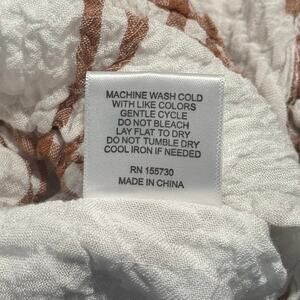 MACHINE WASH COLD
WITH LIKE COLORS
GENTLE CYCLE
DO NOT BLEACH
LAY FLAT TO DRY
DO NOT TUMBLE DRY
COOL IRON IF NEEDED
RN 155730
MADE IN CHINA